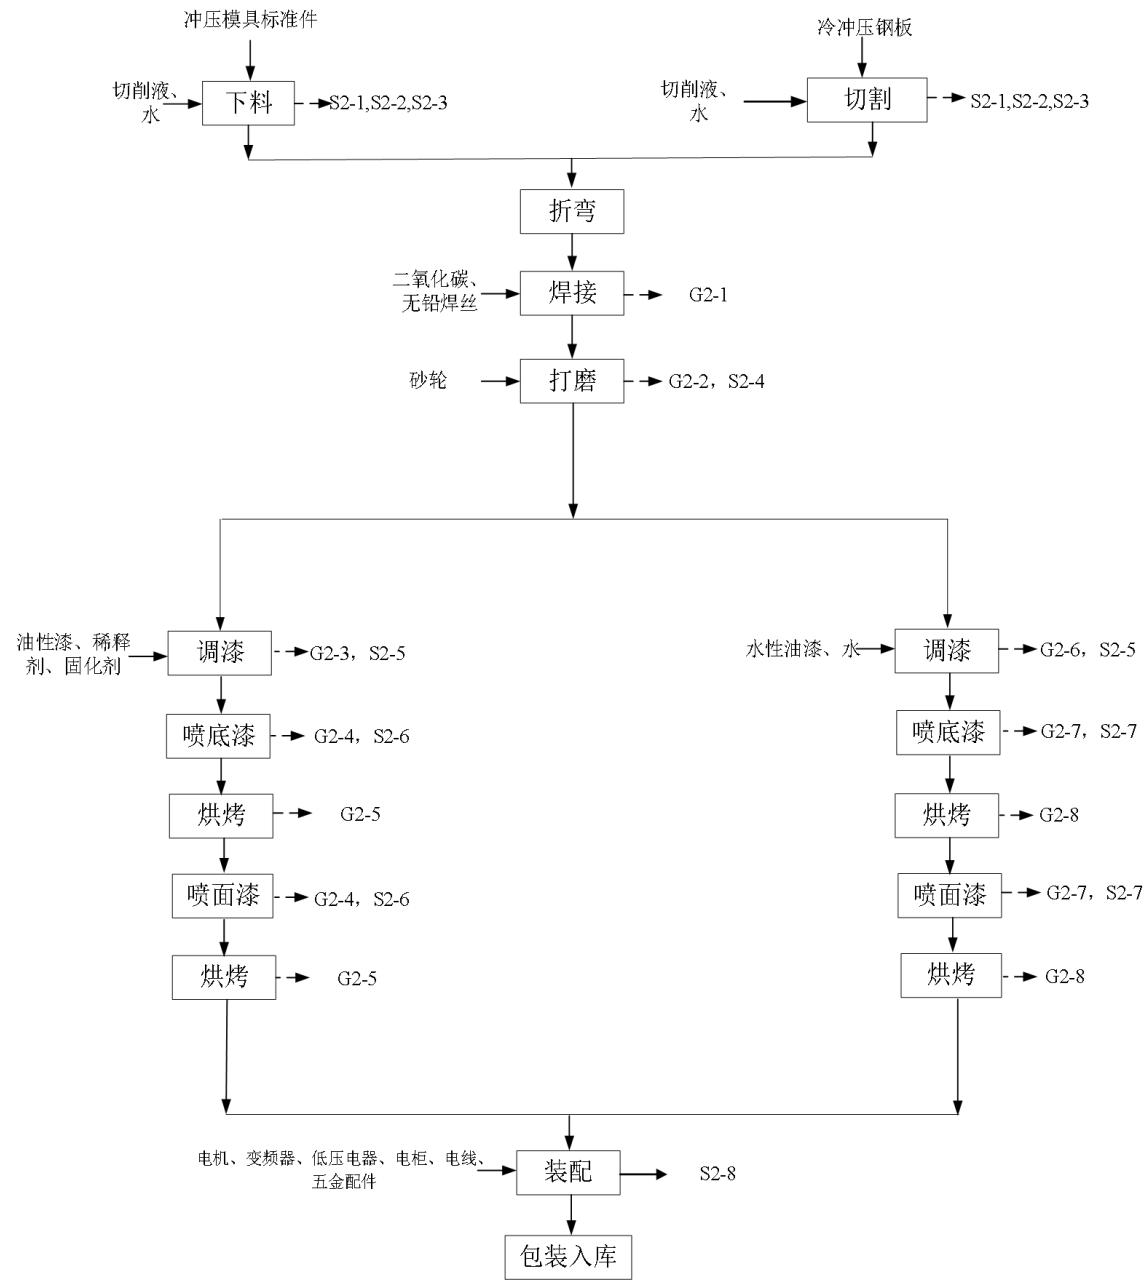 冲压模具标准件
冷冲压钢板
切削液、
水
下料
S2-1,S2-2,S2-3
切削液、
水
切割
S2-1,S2-2,S2-3
折弯
二氧化碳、
无铅焊丝
焊接
G2-1
砂轮
打磨
G2-2，S2-4
油性漆、稀释
剂、固化剂
调漆
G2-3，S2-5
水性油漆、水
调漆
G2-6，S2-5
喷底漆
G2-4，S2-6
喷底漆
G2-7，S2-7
烘烤
G2-5
烘烤
G2-8
喷面漆
G2-4，S2-6
喷面漆
G2-7，S2-7
烘烤
G2-5
烘烤
G2-8
电机、变频器、低压电器、电柜、电线、
五金配件
装配
S2-8
包装入库